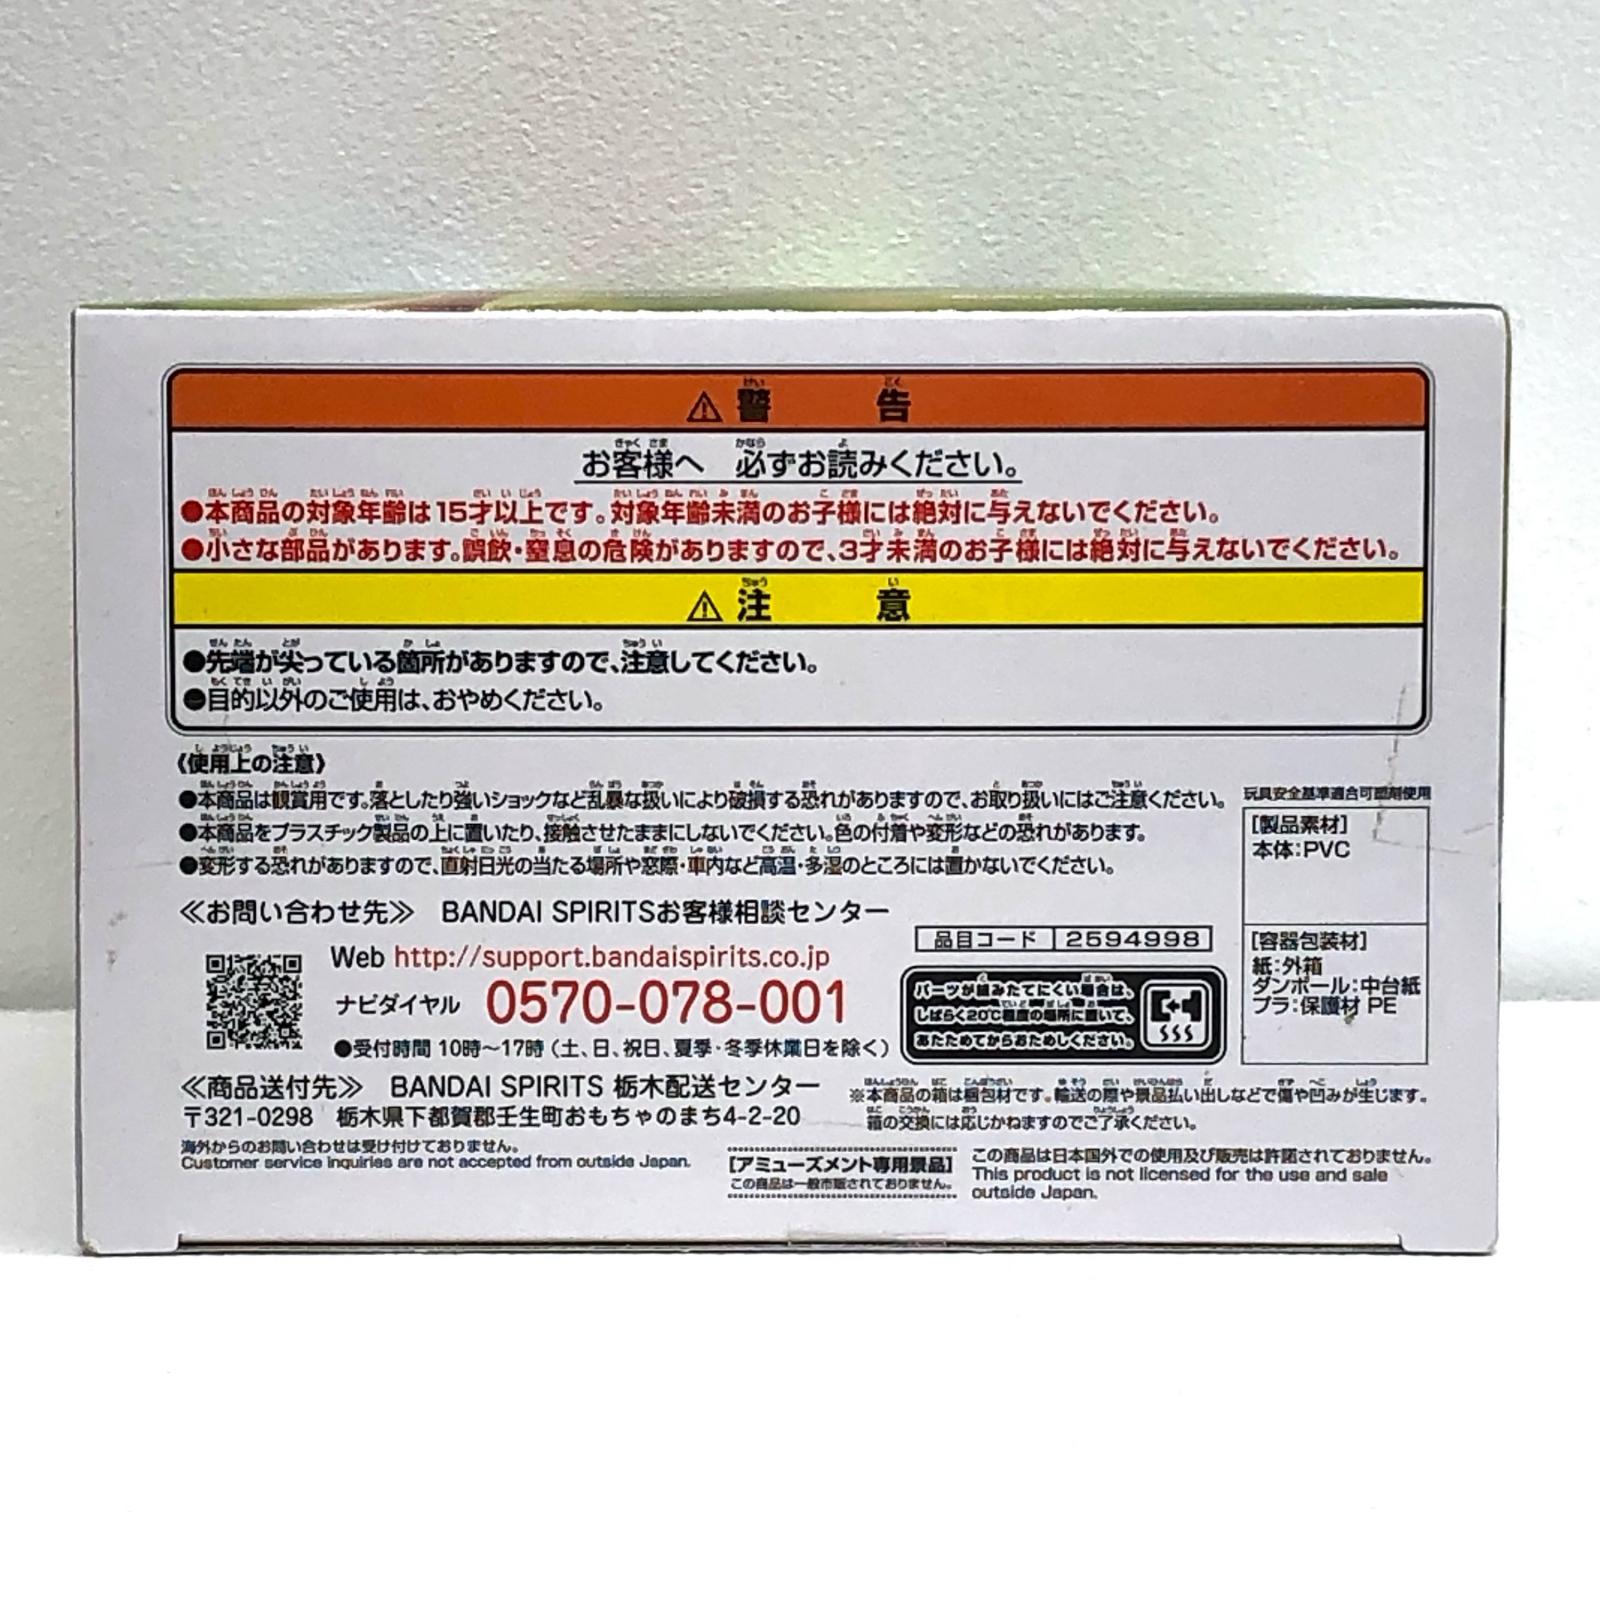 ⚠警告
お客様へ 必ずお読みください。
●本商品の対象年齢は15才以上です。対象年齢未満のお子様には絶対に与えないでください。
●小さな部品があります。誤飲・窒息の危険がありますので、3才未満のお子様には絶対に与えないでください。
⚠注意
●先端が尖っている箇所がありますので、注意してください。
●目的以外のご使用は、おやめください。
《使用上の注意》
●本商品は観賞用です。落としたり強いショックなど乱暴な扱いにより破損する恐れがありますので、お取り扱いにはご注意ください。
●本商品をプラスチック製品の上に置いたり、接触させたままにしないでください。色の付着や変形などの恐れがあります。
●変形する恐れがありますので、直射日光の当たる場所や窓際・車内など高温・多湿のところには置かないでください。
玩具安全基準適合可塑剤使用
[製品素材]
本体:PVC
[容器包装材]
紙:外箱
ダンボール:中台紙
プラ:保護材 PE
≪お問い合わせ先≫ BANDAI SPIRITSお客様相談センター
Web http://support.bandaispirits.co.jp
ナビダイヤル 0570-078-001
●受付時間 10時~17時(土、日、祝日、夏季・冬季休業日を除く)
品目コード 2594998
パーツが組みたてにくい場合は、
しばらく20℃程度の場所に置いて、
あたためてからおためしください。
≪商品送付先≫ BANDAI SPIRITS 栃木配送センター
〒321-0298 栃木県下都賀郡壬生町おもちゃのまち4-2-20
※本商品の箱は梱包材です。輸送の際や景品払い出しなどで傷や凹みが生じます。
箱の交換には応じかねますのでご了承ください。
海外からのお問い合わせは受け付けておりません。
Customer service inquiries are not accepted from outside Japan.
[アミューズメント専用景品]
この商品は一般市販されておりません。
この商品は日本国外での使用及び販売は許諾されておりません。
This product is not licensed for the use and sale
outside Japan.